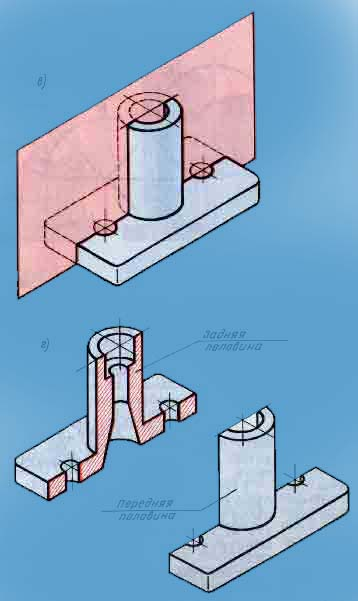 в)
г)
Задняя
половина
Передняя
половина